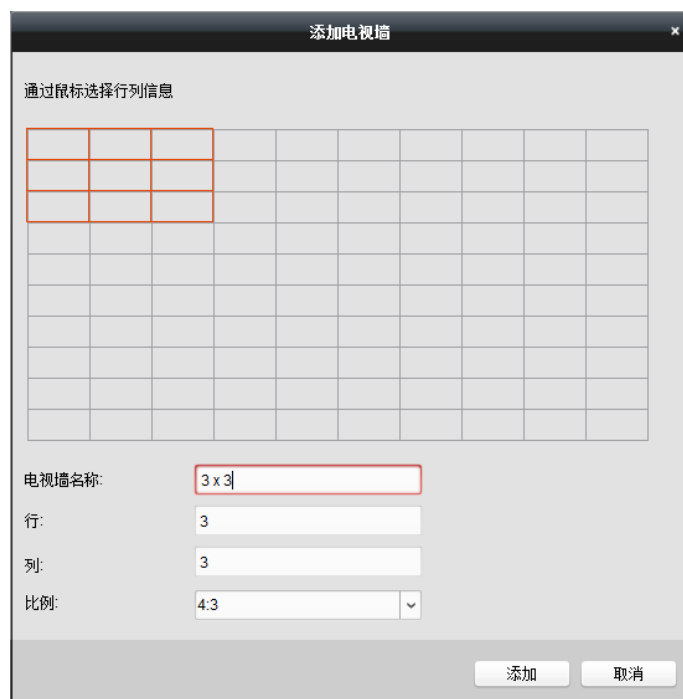 添加电视墙 ×
通过鼠标选择行列信息
电视墙名称: 3 x 3
行: 3
列: 3
比例: 4:3
添加 取消